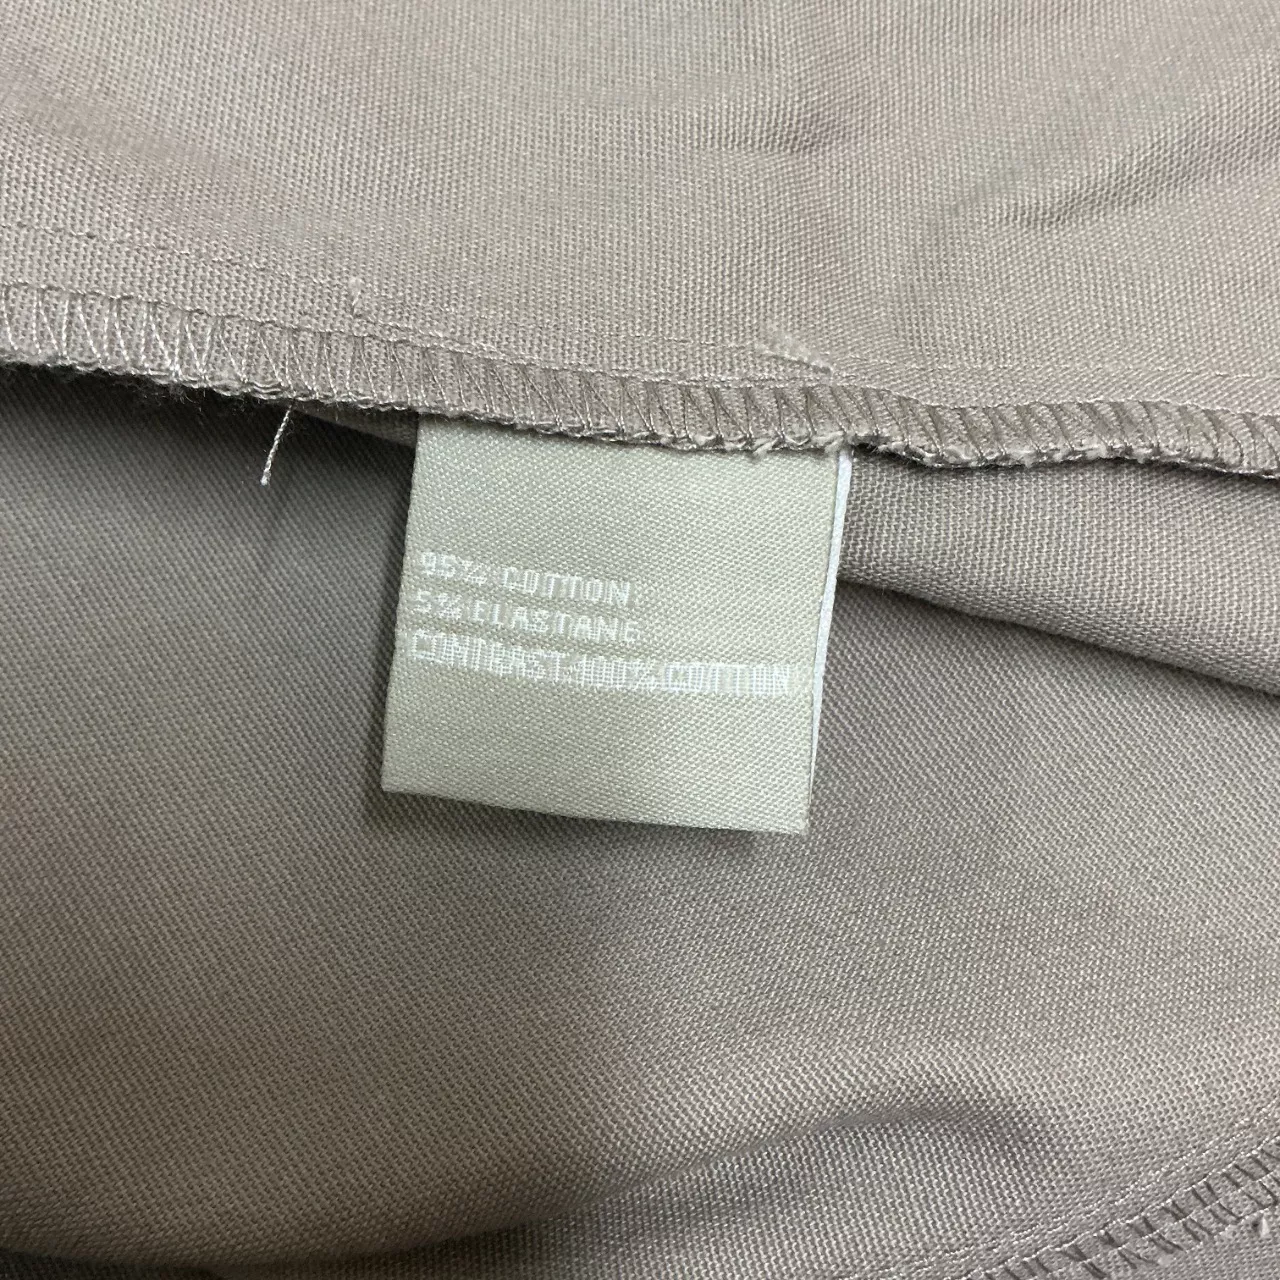 95% COTTON
5% ELASTANE
CONTRAST:100% COTTON